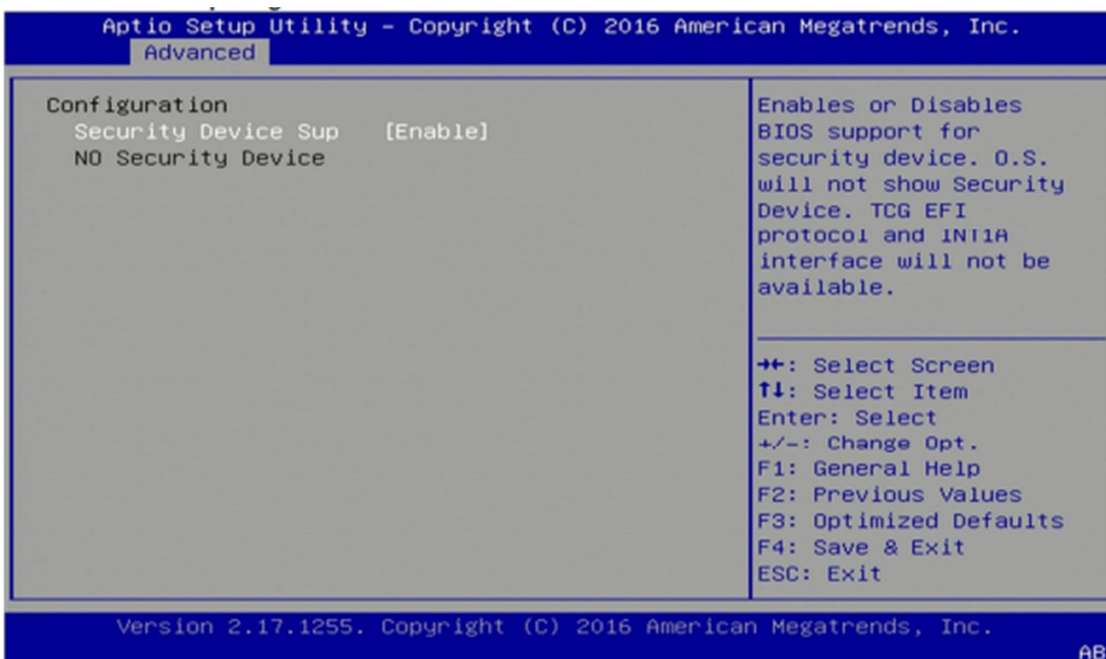 Aptio Setup Utility – Copyright (C) 2016 American Megatrends, Inc.
Advanced
Configuration
Security Device Sup [Enable]
NO Security Device
Enables or Disables
BIOS support for
security device. O.S.
will not show Security
Device. TCG EFI
protocol and INT1A
interface will not be
available.
→←: Select Screen
↑↓: Select Item
Enter: Select
+/-: Change Opt.
F1: General Help
F2: Previous Values
F3: Optimized Defaults
F4: Save & Exit
ESC: Exit
Version 2.17.1255. Copyright (C) 2016 American Megatrends, Inc.
AB